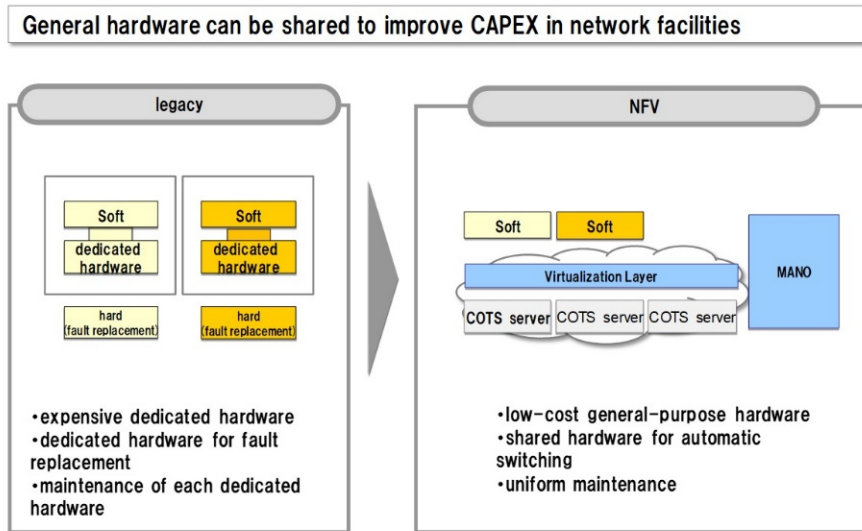 General hardware can be shared to improve CAPEX in network facilities
legacy
Soft
dedicated
hardware
hard
(fault replacement)
Soft
dedicated
hardware
hard
(fault replacement)
・expensive dedicated hardware
・dedicated hardware for fault
replacement
・maintenance of each dedicated
hardware
NFV
Soft
Soft
Virtualization Layer
COTS server
COTS server
COTS server
MANO
・low-cost general-purpose hardware
・shared hardware for automatic
switching
・uniform maintenance